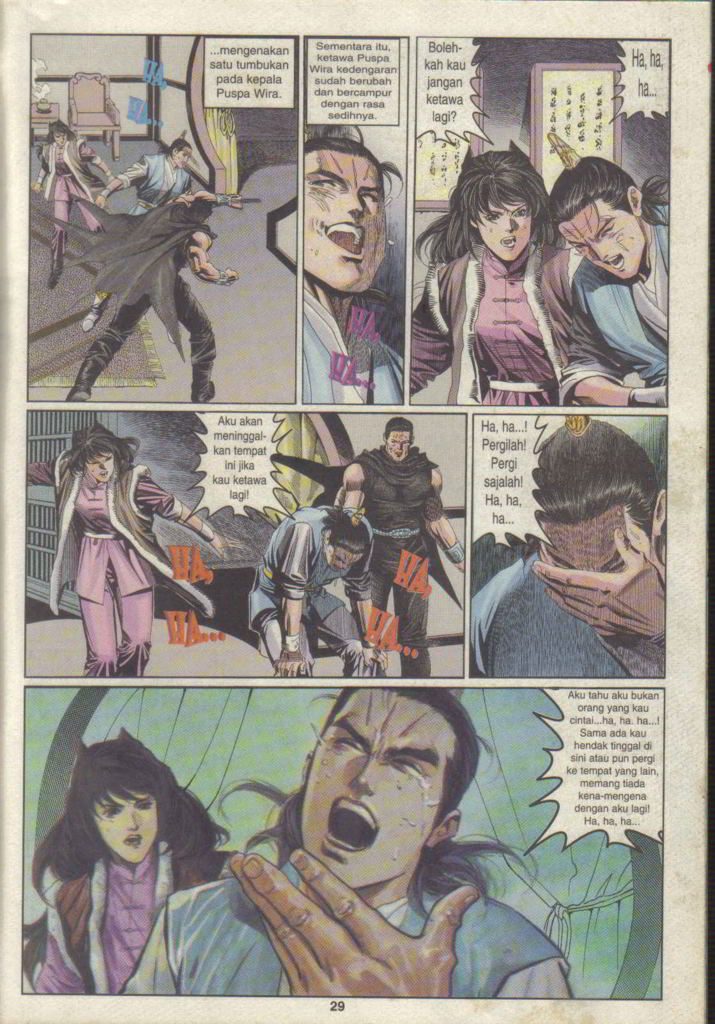 ...mengenakan
satu tumbukan
pada kepala
Puspa Wira.
HA,
HA...
Sementara itu,
ketawa Puspa
Wira kedengaran
sudah berubah
dan bercampur
dengan rasa
sedihnya.
HA,
HA...
Boleh-
kah kau
jangan
ketawa
lagi?
Ha, ha,
ha...
Aku akan
meninggal-
kan tempat
ini jika
kau ketawa
lagi!
HA,
HA...
HA,
HA...
Ha, ha...!
Pergilah!
Pergi
sajalah!
Ha, ha,
ha...
Aku tahu aku bukan
orang yang kau
cintai...ha, ha. ha...!
Sama ada kau
hendak tinggal di
sini atau pun pergi
ke tempat yang lain,
memang tiada
kena-mengena
dengan aku lagi!
Ha, ha, ha...
29